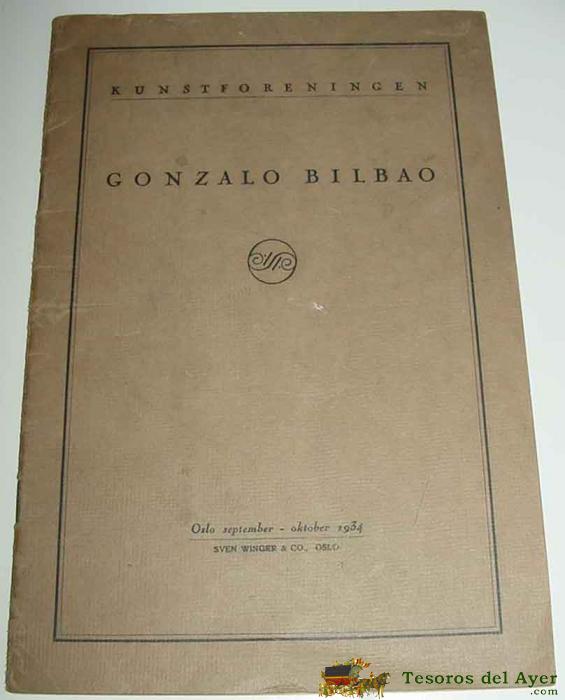 KUNSTFORENINGEN
GONZALO BILBAO
Oslo september - oktober 1934
SVEN WINGER & CO., OSLO
Tesoros del Ayer
.com